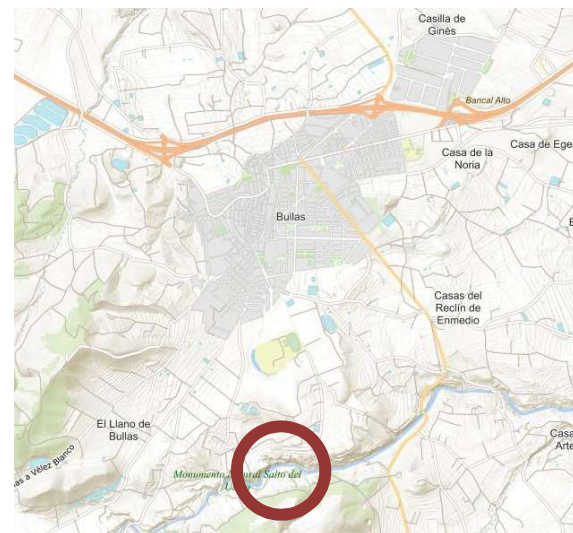 Casilla de
Ginés
Bancal Alto
Casa de la
Noria
Casa de Ege
Bullas
Casas del
Reclín de
Enmedio
El Llano de
Bullas
Casa
Arte
as a Vélez Blanco
Monumento Natural Salto del